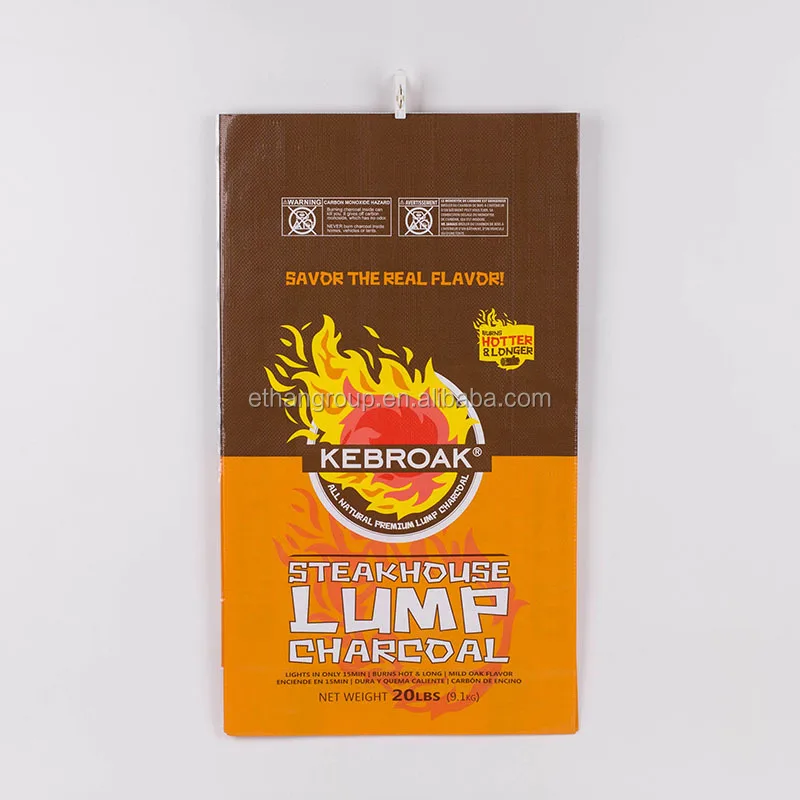 WARNING
CARBON MONOXIDE HAZARD
Burning charcoal inside can
kill you. It gives off carbon
monoxide, which has no odor.
NEVER burn charcoal inside
homes, vehicles or tents.
AVERTISSEMENT
SAVOR THE REAL FLAVOR!
BURNS
HOTTER
& LONGER
ethangroup.en.alibaba.com
KEBROAK®
ALL NATURAL PREMIUM LUMP CHARCOAL
STEAKHOUSE
LUMP
CHARCOAL
LIGHTS IN ONLY 15MIN | BURNS HOT & LONG | MILD OAK FLAVOR
ENCIENDE EN 15MIN | DURA Y QUEMA CALIENTE | CARBÓN DE ENCINO
NET WEIGHT 20LBS (9.1KG)